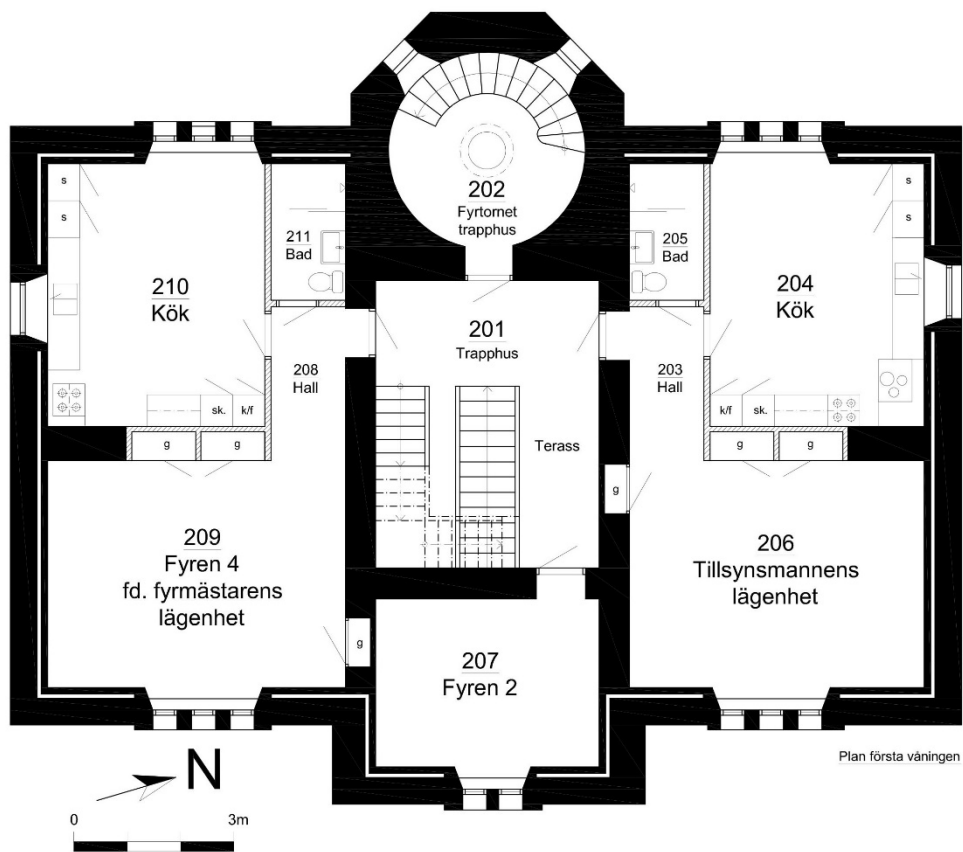 202
Fyrtornet
trapphus
s
s
211
Bad
205
Bad
s
s
210
Kök
204
Kök
201
Trapphus
208
Hall
203
Hall
sk.
k/f
k/f
sk.
g
g
Terass
g
g
g
209
Fyren 4
fd. fyrmästarens
lägenhet
206
Tillsynsmannens
lägenhet
g
207
Fyren 2
N
Plan första våningen
0
3m